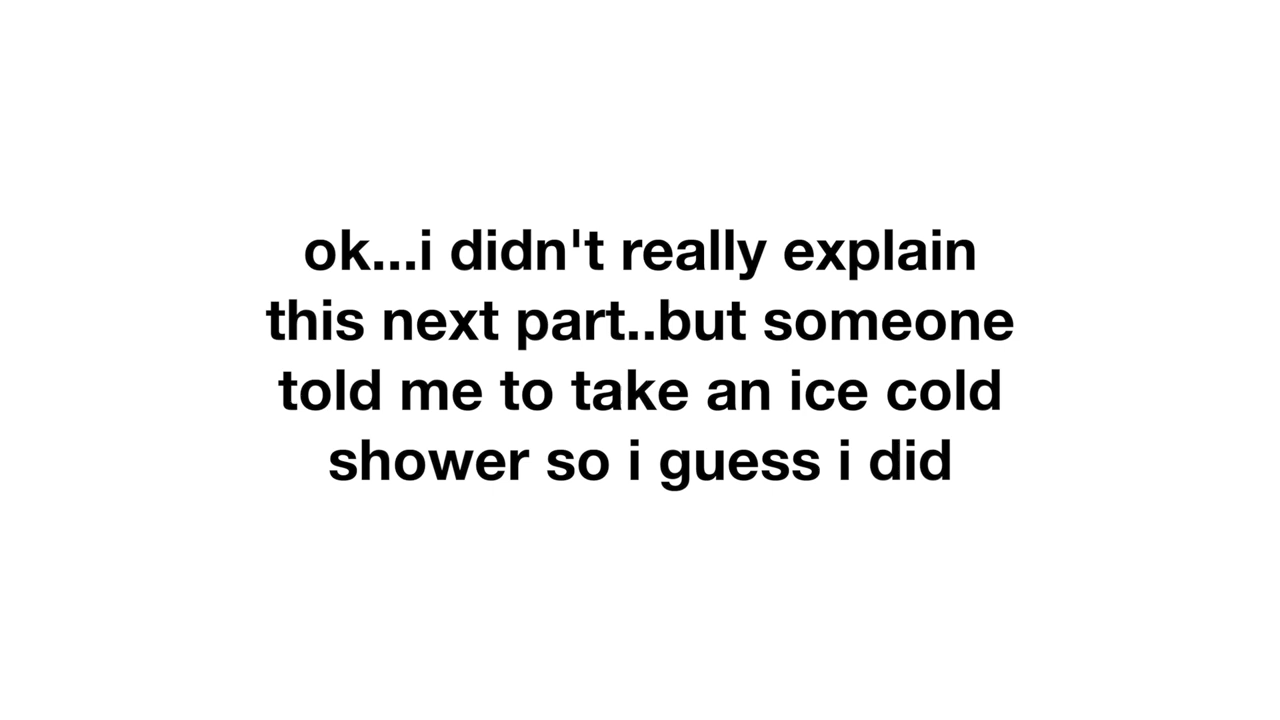 ok...i didn't really explain
this next part..but someone
told me to take an ice cold
shower so i guess i did